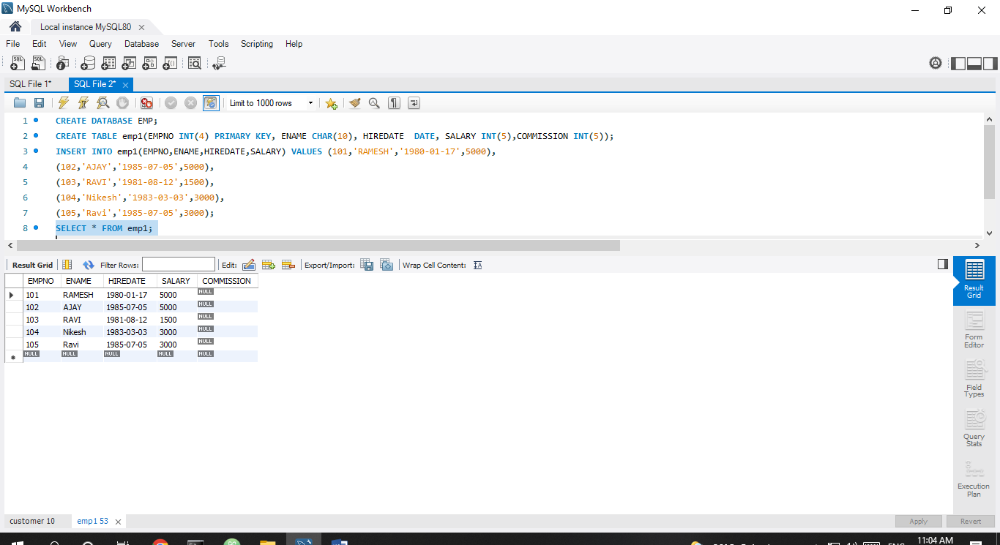 MySQL Workbench
Local instance MySQL80
File Edit View Query Database Server Tools Scripting Help
SQL File 1* SQL File 2*
Limit to 1000 rows
1 CREATE DATABASE EMP;
2 CREATE TABLE emp1(EMPNO INT(4) PRIMARY KEY, ENAME CHAR(10), HIREDATE  DATE, SALARY INT(5),COMMISSION INT(5));
3 INSERT INTO emp1(EMPNO,ENAME,HIREDATE,SALARY) VALUES (101,'RAMESH','1980-01-17',5000),
4 (102,'AJAY','1985-07-05',5000),
5 (103,'RAVI','1981-08-12',1500),
6 (104,'Nikesh','1983-03-03',3000),
7 (105,'Ravi','1985-07-05',3000);
8 SELECT * FROM emp1;
Result Grid Filter Rows: Edit: Export/Import: Wrap Cell Content:
EMPNO ENAME HIREDATE SALARY COMMISSION
101 RAMESH 1980-01-17 5000 NULL
102 AJAY 1985-07-05 5000 NULL
103 RAVI 1981-08-12 1500 NULL
104 Nikesh 1983-03-03 3000 NULL
105 Ravi 1985-07-05 3000 NULL
NULL NULL NULL NULL NULL
Result
Grid
Form
Editor
Field
Types
Query
Stats
Execution
Plan
customer 10 emp1 53 Apply Revert
11:04 AM